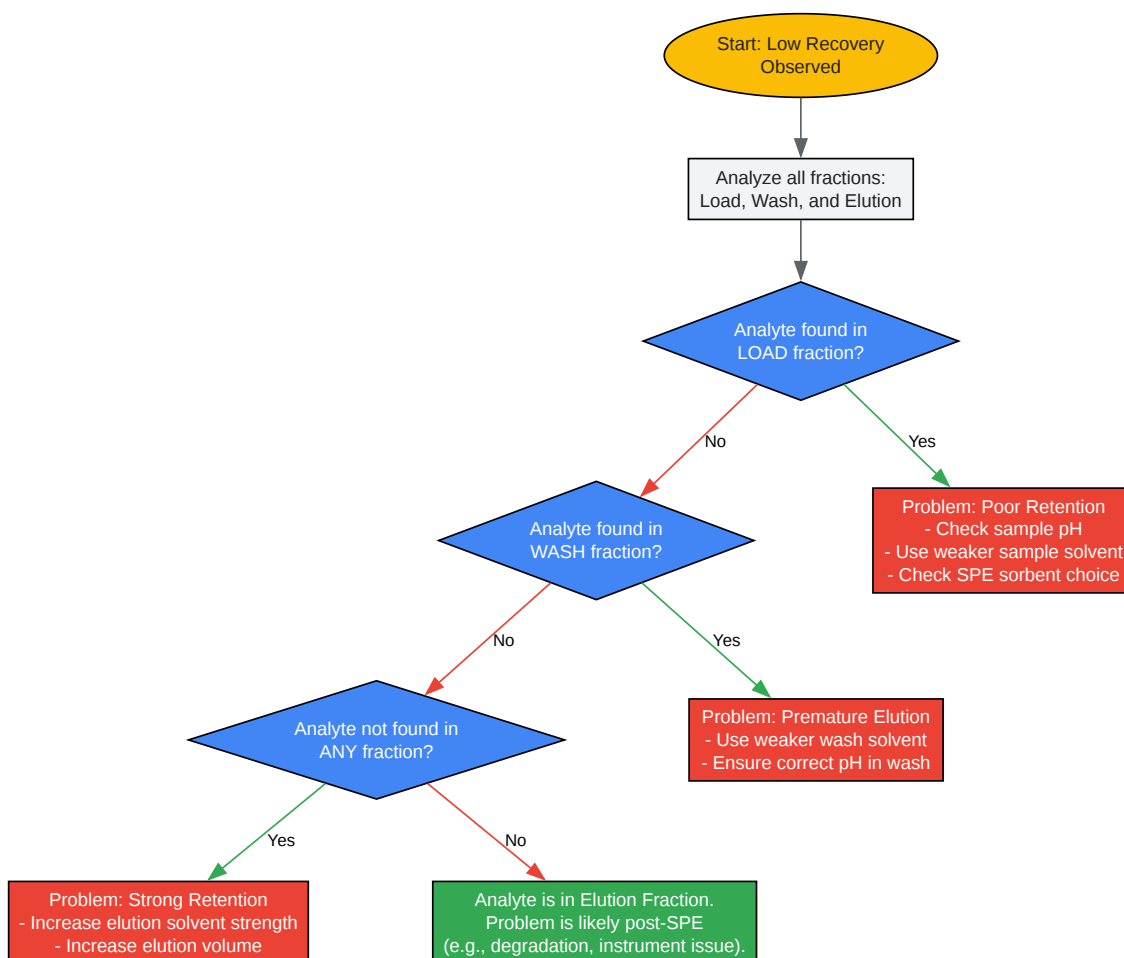 Start: Low Recovery
Observed
Analyze all fractions:
Load, Wash, and Elution
Analyte found in
LOAD fraction?
No
Yes
Problem: Poor Retention
- Check sample pH
- Use weaker sample solvent
- Check SPE sorbent choice
Analyte found in
WASH fraction?
No
Yes
Problem: Premature Elution
- Use weaker wash solvent
- Ensure correct pH in wash
Analyte not found in
ANY fraction?
Yes
No
Problem: Strong Retention
- Increase elution solvent strength
- Increase elution volume
Analyte is in Elution Fraction.
Problem is likely post-SPE
(e.g., degradation, instrument issue).